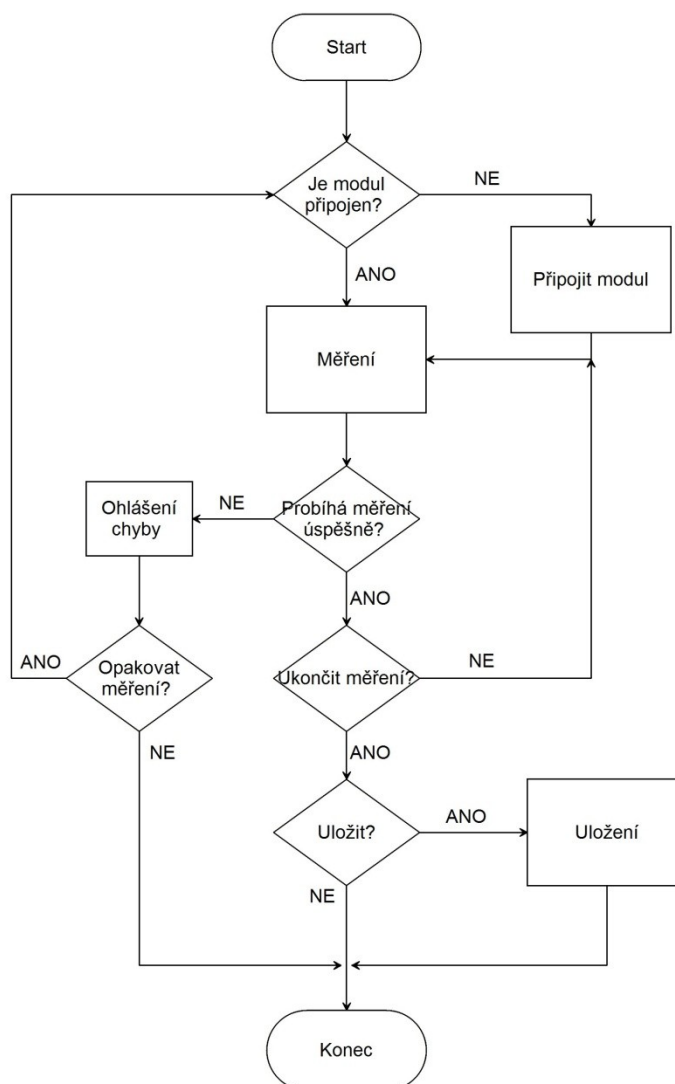 Start
Je modul
připojen?
NE
ANO
Připojit modul
Měření
Probíhá měření
úspěšně?
NE
Ohlášení
chyby
ANO
Opakovat
měření?
ANO
NE
Ukončit měření?
NE
ANO
Uložit?
ANO
Uložení
NE
Konec